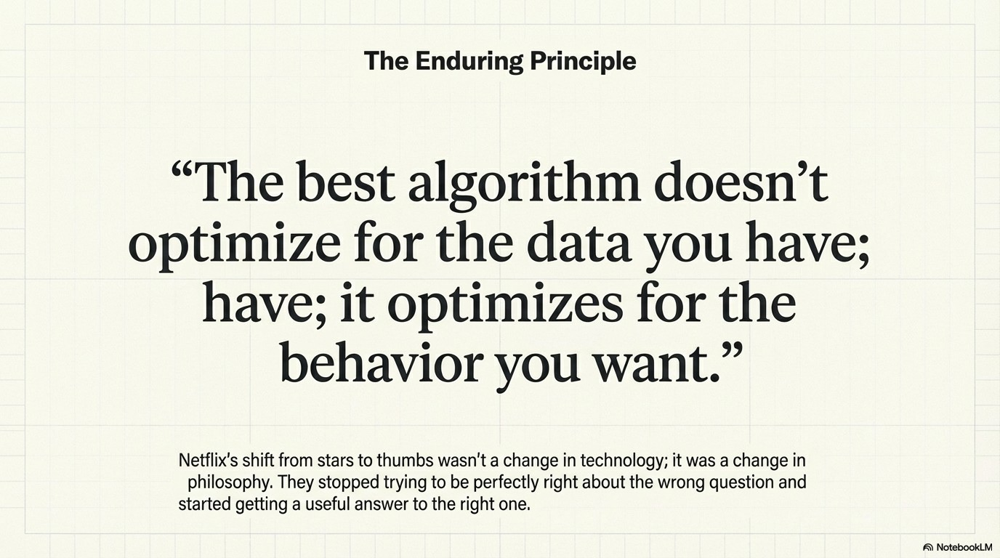 The Enduring Principle
“The best algorithm doesn’t
optimize for the data you have;
have; it optimizes for the
behavior you want.”
Netflix’s shift from stars to thumbs wasn’t a change in technology; it was a change in
philosophy. They stopped trying to be perfectly right about the wrong question and
started getting a useful answer to the right one.
NotebookLM